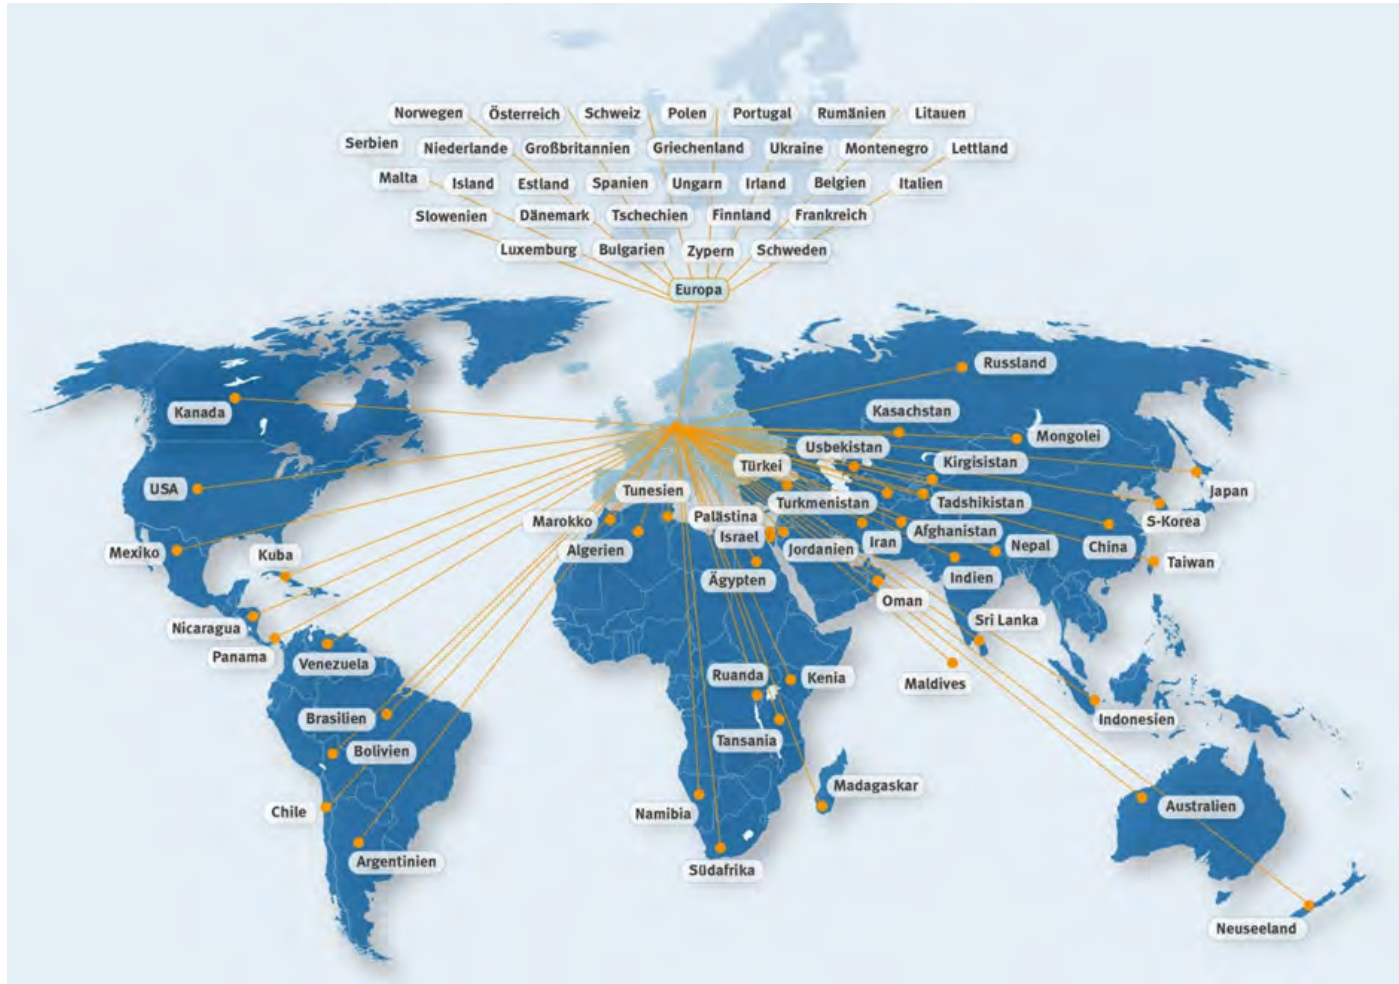 Norwegen
Österreich
Schweiz
Polen
Portugal
Rumänien
Litauen
Serbien
Niederlande
Großbritannien
Griechenland
Ukraine
Montenegro
Lettland
Malta
Island
Estland
Spanien
Ungarn
Irland
Belgien
Italien
Slowenien
Dänemark
Tschechien
Finnland
Frankreich
Luxemburg
Bulgarien
Zypern
Schweden
Europa
Russland
Kanada
Kasachstan
Mongolei
Usbekistan
Kirgisistan
Türkei
USA
Tunesien
Turkmenistan
Tadshikistan
Japan
Marokko
Palästina
S-Korea
Algerien
Israel
Jordanien
Iran
Afghanistan
Nepal
China
Mexiko
Kuba
Taiwan
Ägypten
Indien
Oman
Nicaragua
Sri Lanka
Panama
Venezuela
Ruanda
Kenia
Maldives
Brasilien
Indonesien
Tansania
Bolivien
Madagaskar
Chile
Namibia
Australien
Argentinien
Südafrika
Neuseeland